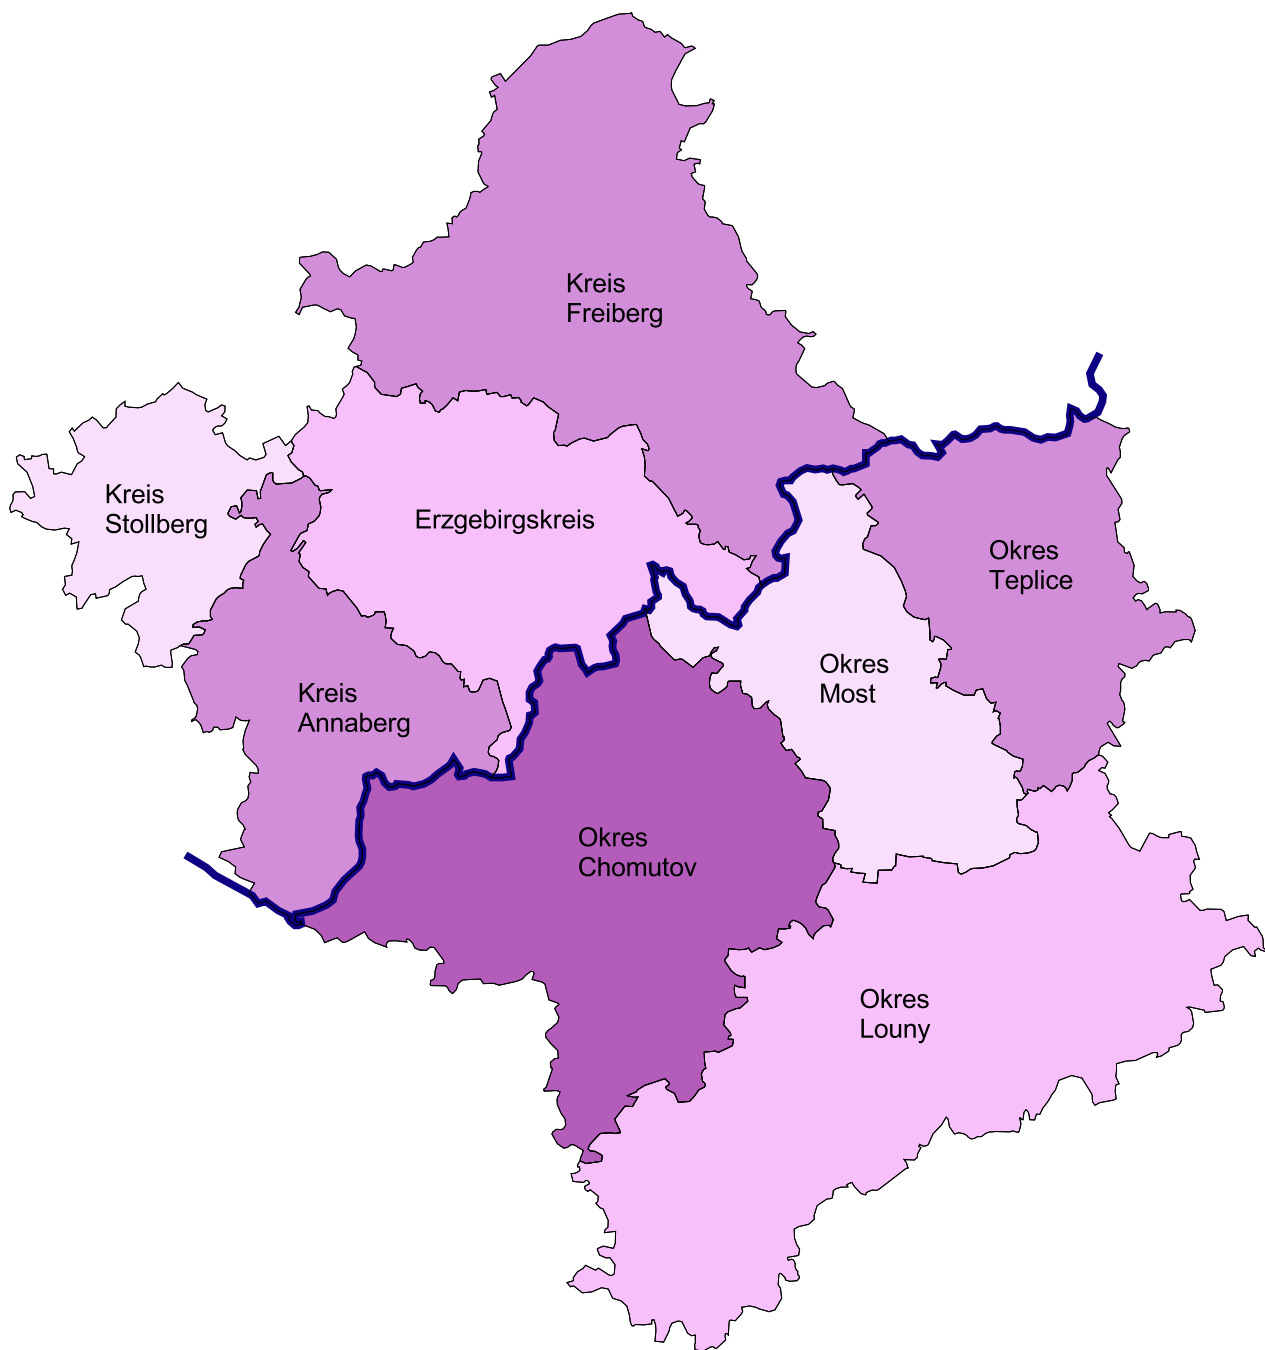 Kreis
Freiberg
Kreis
Stollberg
Erzgebirgskreis
Okres
Teplice
Okres
Most
Kreis
Annaberg
Okres
Chomutov
Okres
Louny